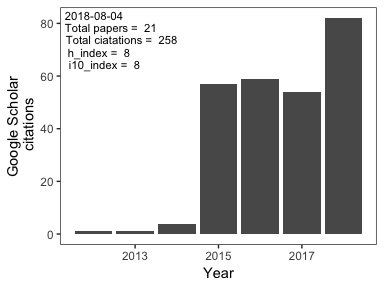 2018-08-04
Total papers = 21
Total ciatations = 258
h_index = 8
i10_index = 8
80
60
40
20
0
Google Scholar
citations
2013
2015
2017
Year